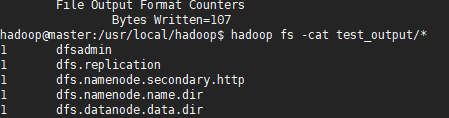 File Output Format Counters
Bytes Written=107
hadoop@master:/usr/local/hadoop$ hadoop fs -cat test_output/*
1 dfsadmin
1 dfs.replication
1 dfs.namenode.secondary.http
1 dfs.namenode.name.dir
1 dfs.datanode.data.dir